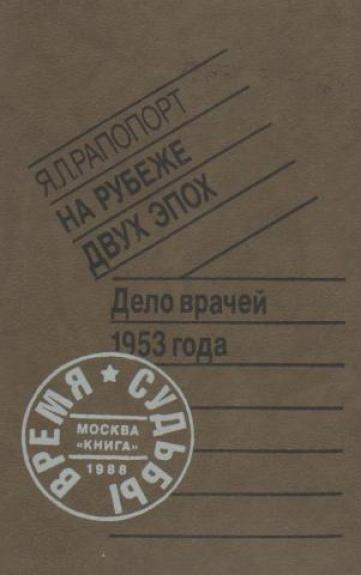 Я.Л.РАПОПОРТ
НА РУБЕЖЕ
ДВУХ ЭПОХ
Дело врачей
1953 года
ВРЕМЯ ★ СУДЬБЫ
МОСКВА
«КНИГА»
1988